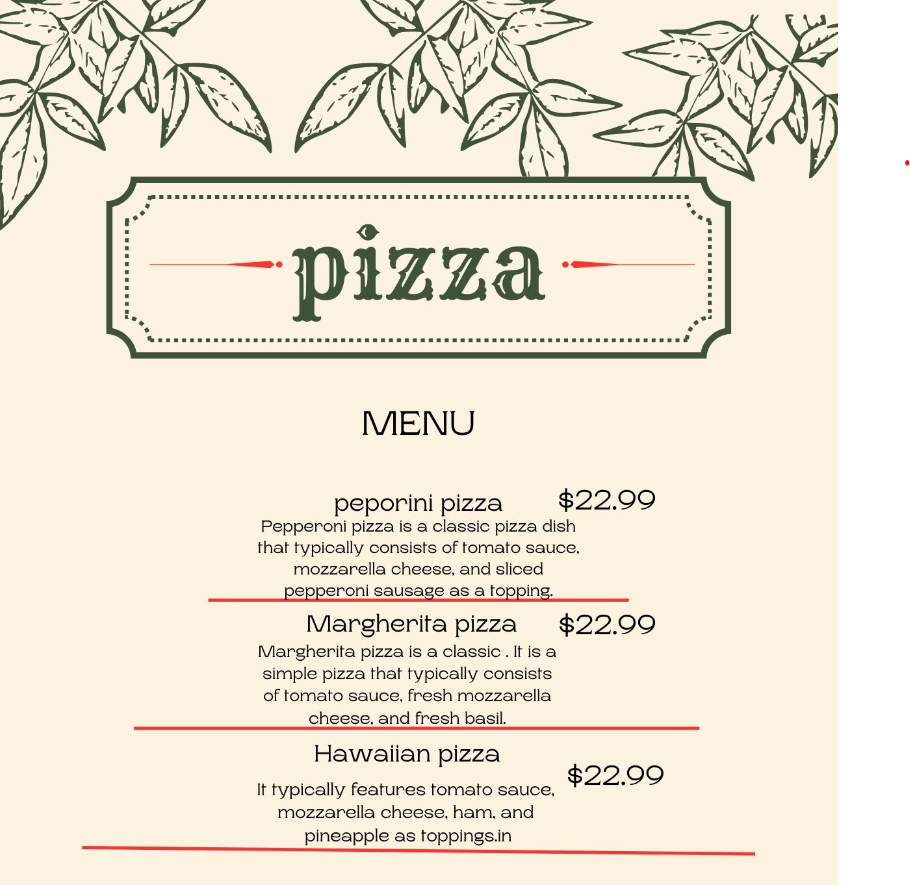 pizza
MENU
peporini pizza $22.99
Pepperoni pizza is a classic pizza dish
that typically consists of tomato sauce,
mozzarella cheese, and sliced
pepperoni sausage as a topping.
Margherita pizza $22.99
Margherita pizza is a classic . It is a
simple pizza that typically consists
of tomato sauce, fresh mozzarella
cheese, and fresh basil.
Hawaiian pizza
$22.99
It typically features tomato sauce,
mozzarella cheese, ham, and
pineapple as toppings.in